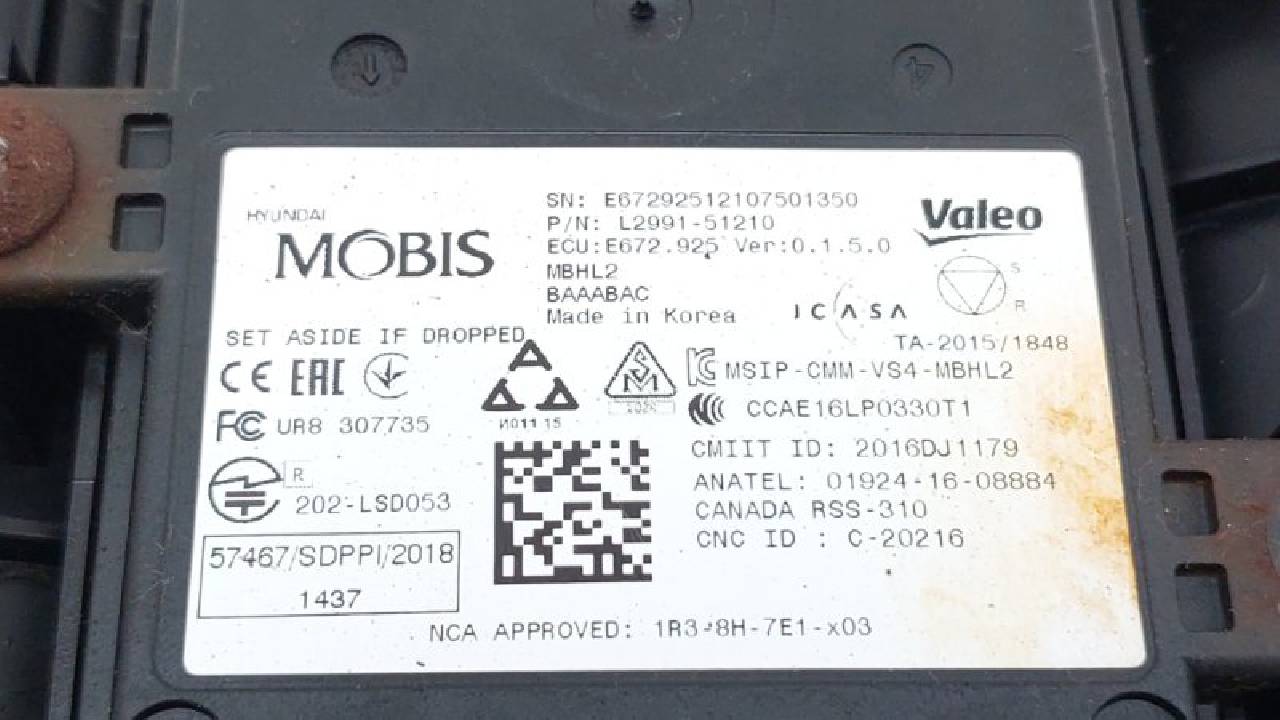 HYUNDAI
MOBIS
SN: E67292512107501350
P/N: L2991-51210
ECU:E672.925 Ver:0.1.5.0
MBHL2
BAAABAC
Made in Korea
Valeo
S
R
ICASA
TA-2015/1848
SET ASIDE IF DROPPED
CE EAC
FC UR8 307735
R
202-LSD053
57467/SDPPI/2018
1437
И011 15
MSIP-CMM-VS4-MBHL2
CCAE16LP0330T1
CMIIT ID: 2016DJ1179
ANATEL: 01924-16-08884
CANADA RSS-310
CNC ID : C-20216
NCA APPROVED: 1R3-8H-7E1-x03